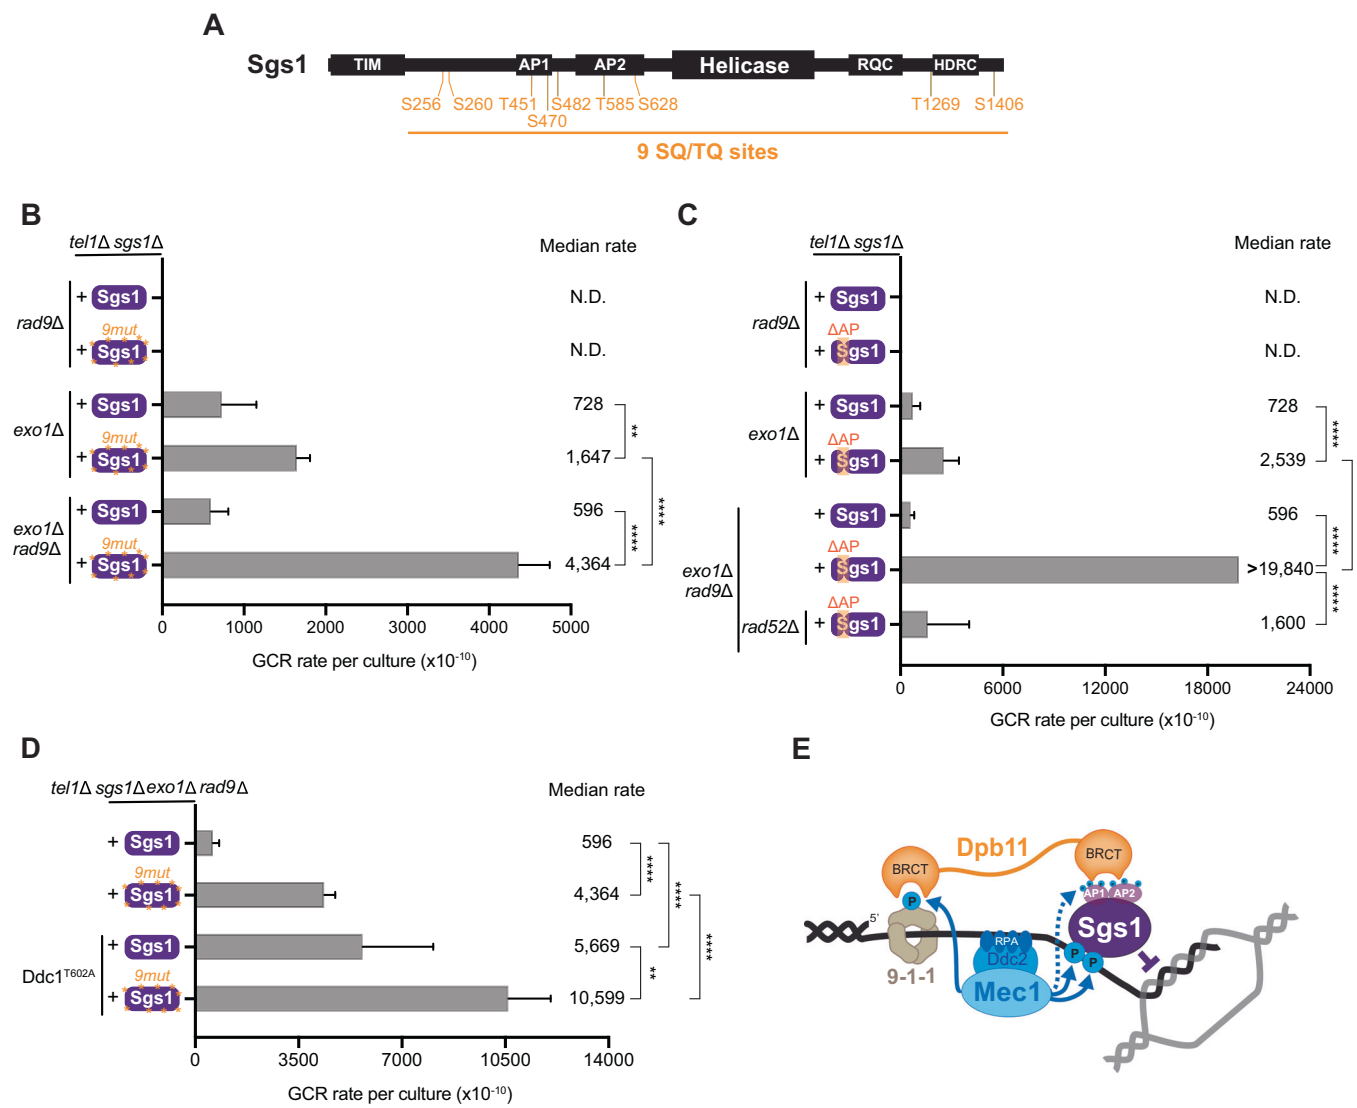 A
Sgs1
TIM AP1 AP2 Helicase RQC HDRC
S256 S260 T451 S482 T585 S628 T1269 S1406
S470
9 SQ/TQ sites
B
tel1Δ sgs1Δ
Median rate
rad9Δ
+ Sgs1
N.D.
9mut
+ Sgs1
N.D.
exo1Δ
+ Sgs1
728
**
9mut
+ Sgs1
1,647
****
exo1Δ
rad9Δ
+ Sgs1
596
****
9mut
+ Sgs1
4,364
0 1000 2000 3000 4000 5000
GCR rate per culture (x10⁻¹⁰)
C
tel1Δ sgs1Δ
Median rate
rad9Δ
+ Sgs1
N.D.
ΔAP
+ Sgs1
N.D.
exo1Δ
+ Sgs1
728
****
ΔAP
+ Sgs1
2,539
exo1Δ
rad9Δ
+ Sgs1
596
****
ΔAP
+ Sgs1
>19,840
****
rad52Δ
ΔAP
+ Sgs1
1,600
0 6000 12000 18000 24000
GCR rate per culture (x10⁻¹⁰)
D
tel1Δ sgs1Δ exo1Δ rad9Δ
Median rate
+ Sgs1
596
****
9mut
+ Sgs1
4,364
****
Ddc1ᵀ⁶⁰²ᴬ
+ Sgs1
5,669
**
9mut
+ Sgs1
10,599
****
0 3500 7000 10500 14000
GCR rate per culture (x10⁻¹⁰)
E
Dpb11
BRCT
BRCT
P
AP1 AP2
5'
Sgs1
RPA
Ddc2
P
P
9-1-1
Mec1